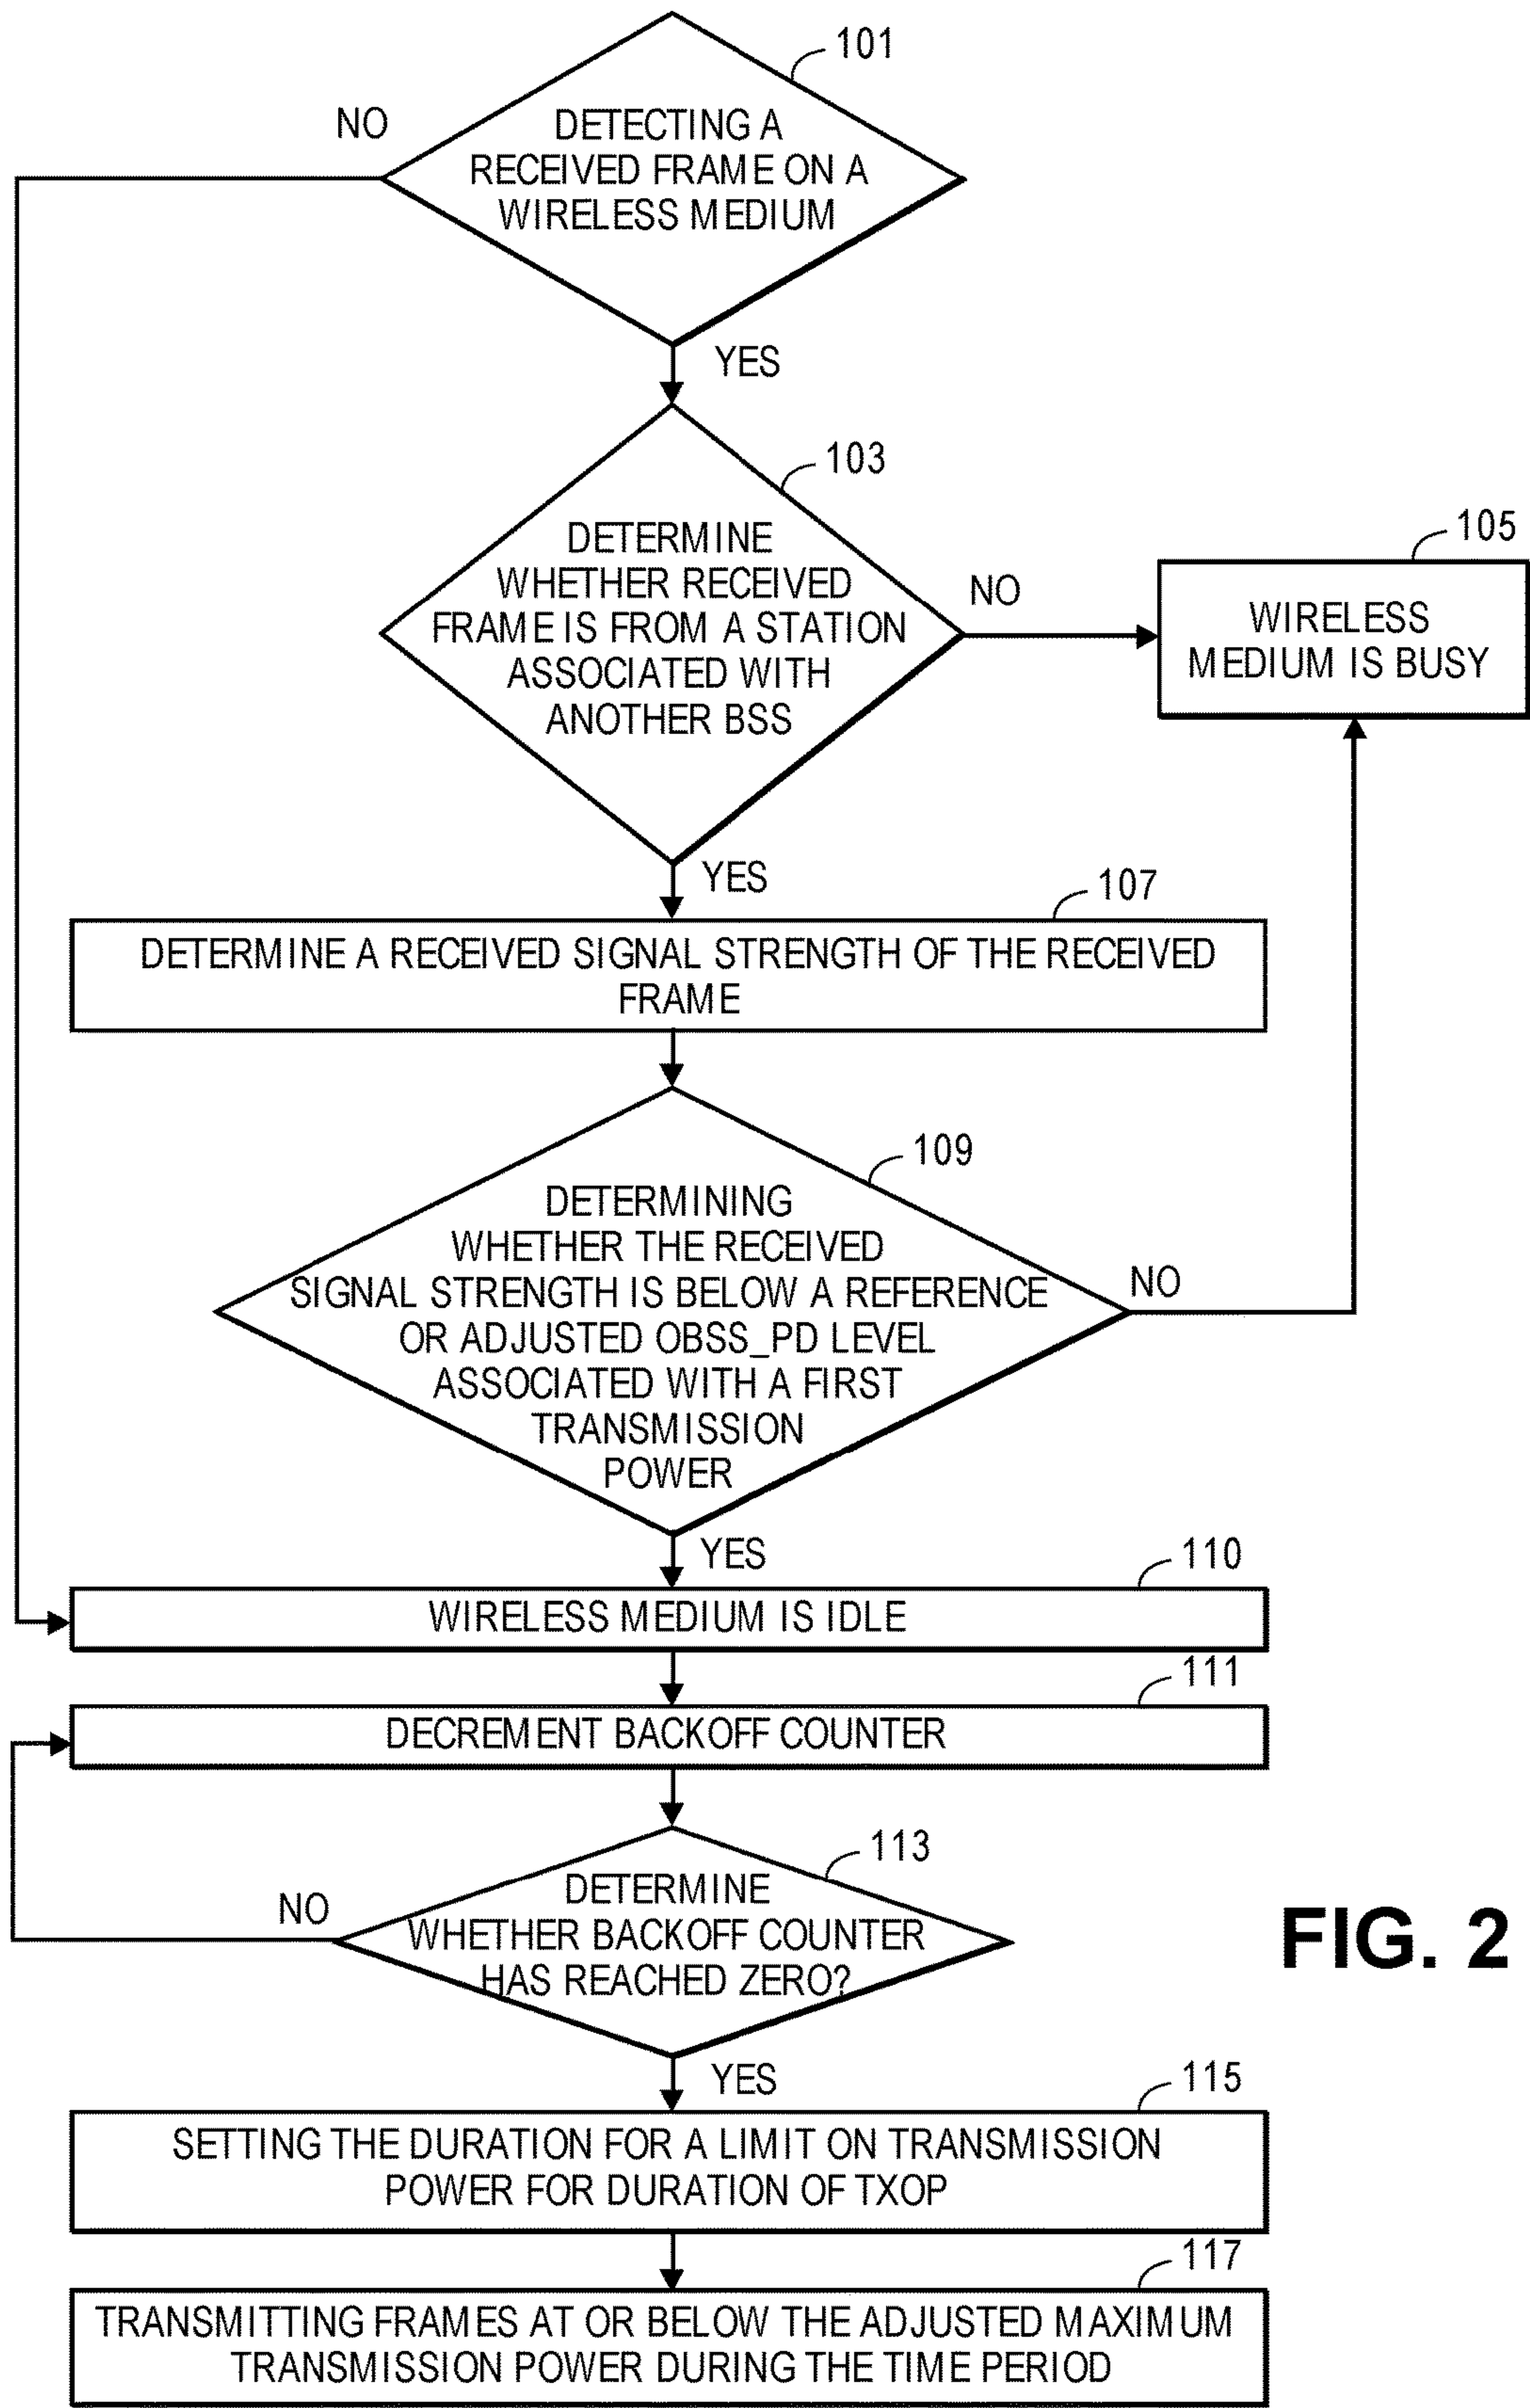 101
NO
DETECTING A
RECEIVED FRAME ON A
WIRELESS MEDIUM
YES
103
DETERMINE
WHETHER RECEIVED
FRAME IS FROM A STATION
ASSOCIATED WITH
ANOTHER BSS
NO
105
WIRELESS
MEDIUM IS BUSY
YES
107
DETERMINE A RECEIVED SIGNAL STRENGTH OF THE RECEIVED
FRAME
109
DETERMINING
WHETHER THE RECEIVED
SIGNAL STRENGTH IS BELOW A REFERENCE
OR ADJUSTED OBSS_PD LEVEL
ASSOCIATED WITH A FIRST
TRANSMISSION
POWER
NO
YES
110
WIRELESS MEDIUM IS IDLE
111
DECREMENT BACKOFF COUNTER
113
NO
DETERMINE
WHETHER BACKOFF COUNTER
HAS REACHED ZERO?
FIG. 2
YES
115
SETTING THE DURATION FOR A LIMIT ON TRANSMISSION
POWER FOR DURATION OF TXOP
117
TRANSMITTING FRAMES AT OR BELOW THE ADJUSTED MAXIMUM
TRANSMISSION POWER DURING THE TIME PERIOD